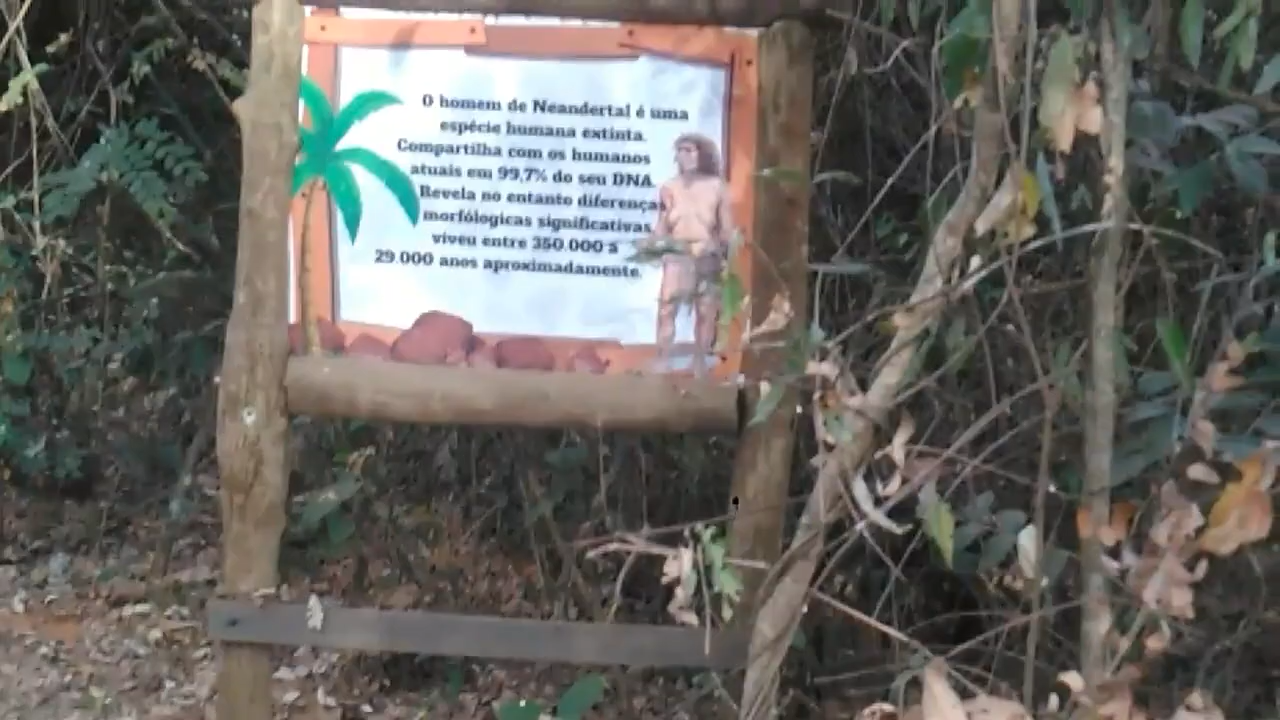 O homem de Neandertal é uma
espécie humana extinta.
Compartilha com os humanos
atuais em 99,7% do seu DNA.
Revela no entanto diferenças
morfólogicas significativas,
viveu entre 350.000 a
29.000 anos aproximadamente.